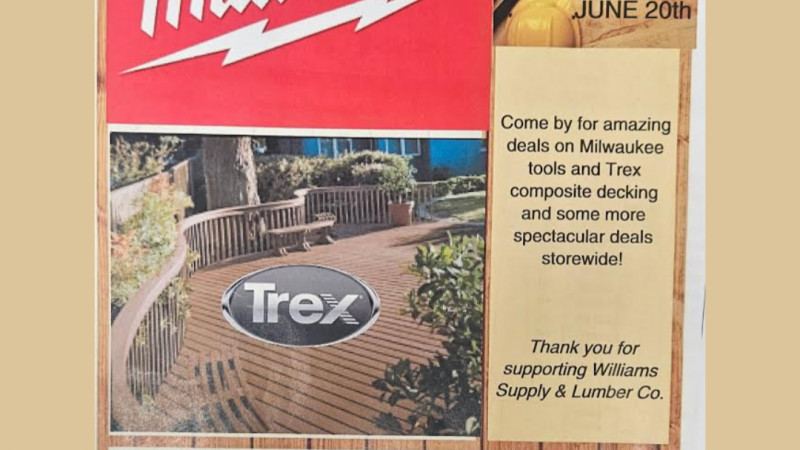 JUNE 20th
Come by for amazing
deals on Milwaukee
tools and Trex
composite decking
and some more
spectacular deals
storewide!
Trex
Thank you for
supporting Williams
Supply & Lumber Co.